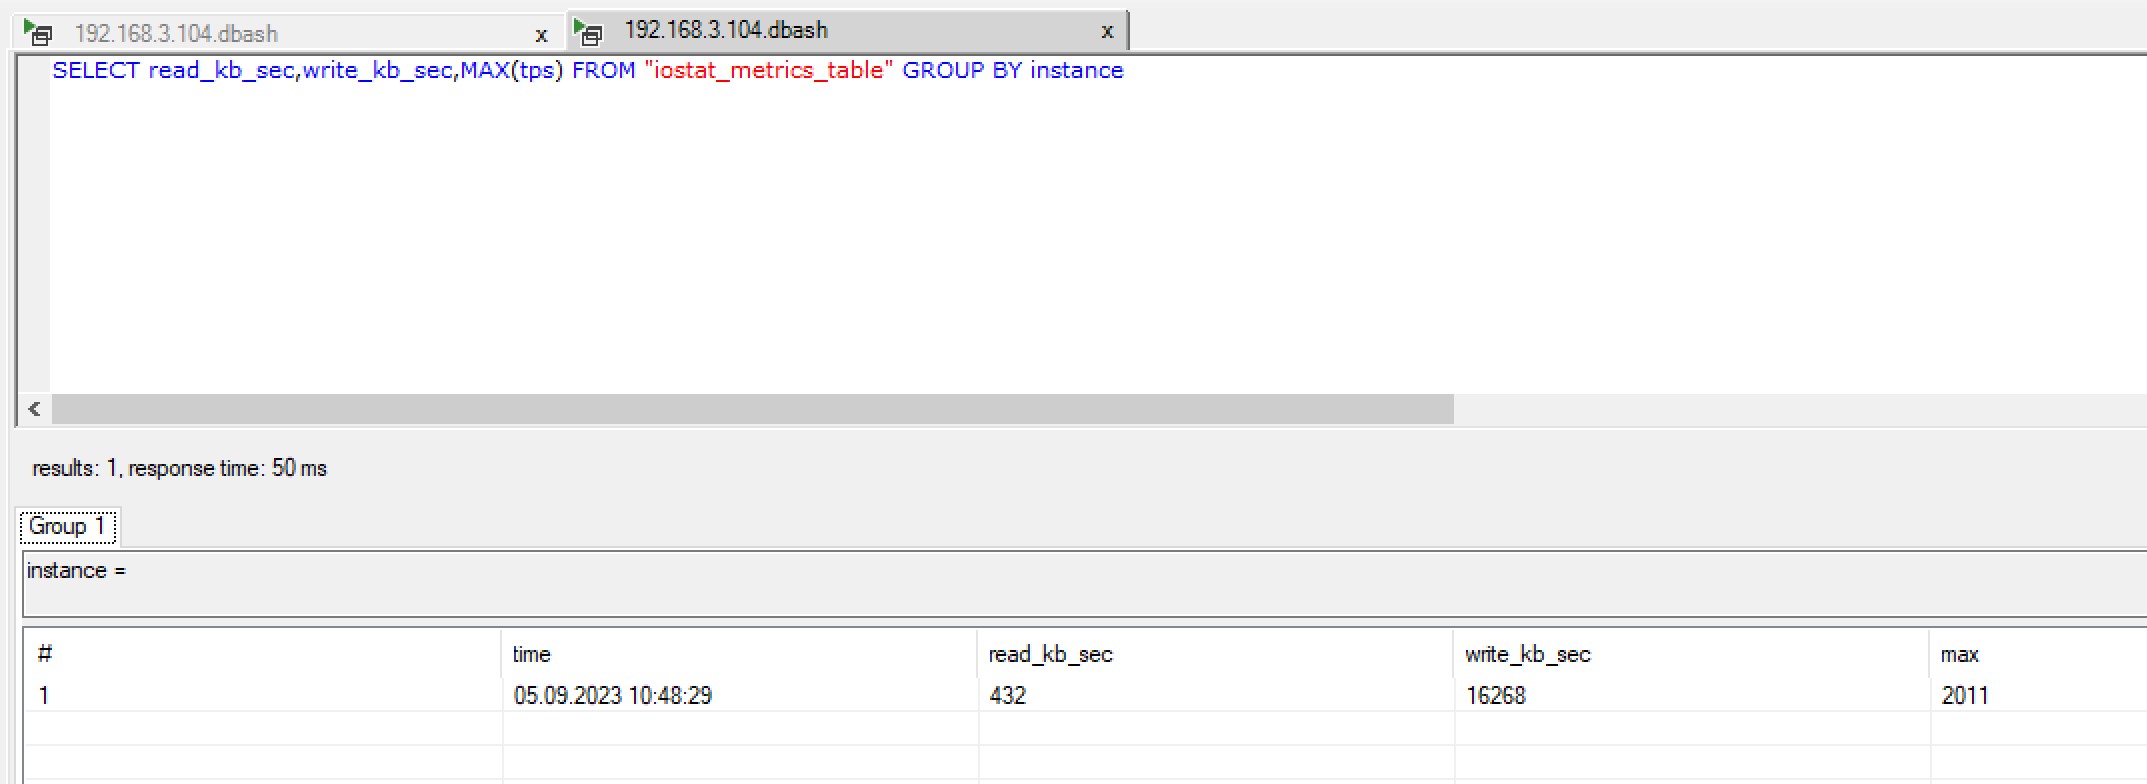 192.168.3.104.dbash x 192.168.3.104.dbash x
SELECT read_kb_sec,write_kb_sec,MAX(tps) FROM "iostat_metrics_table" GROUP BY instance
results: 1, response time: 50 ms
Group 1
instance =
# time read_kb_sec write_kb_sec max
1 05.09.2023 10:48:29 432 16268 2011